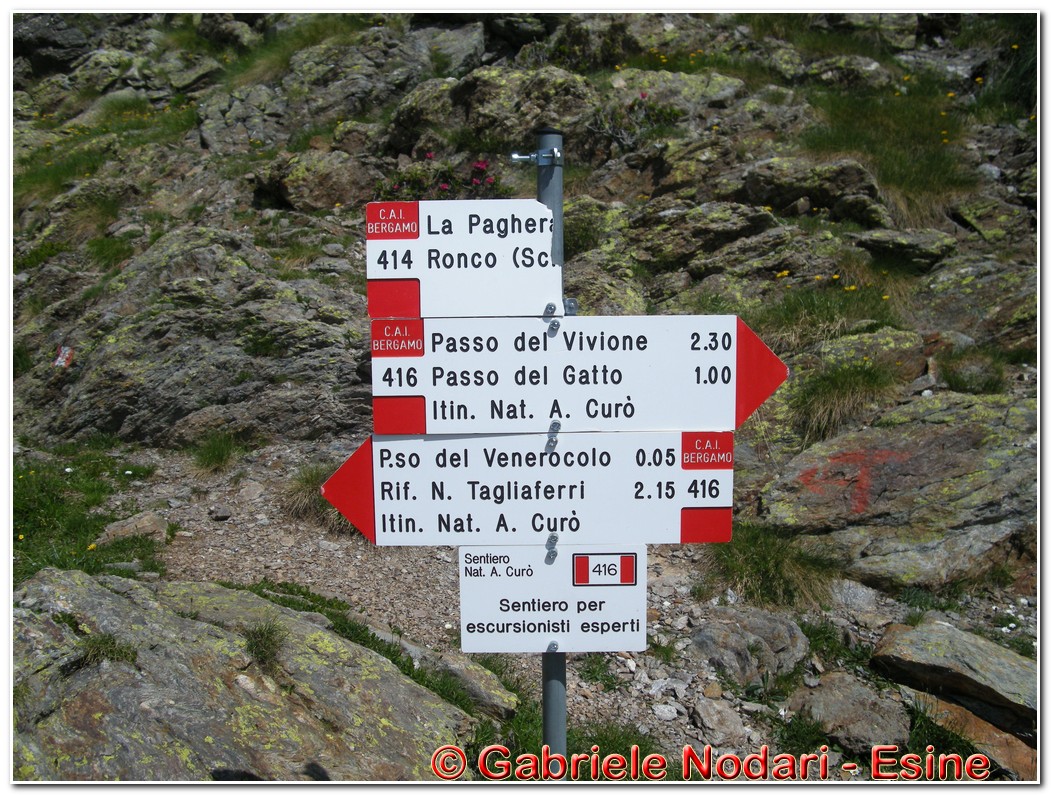 C.A.I.
BERGAMO
La Pagher
414 Ronco
C.A.I.
BERGAMO
Passo del Vivione 2.30
416 Passo del Gatto 1.00
Itin. Nat. A. Curò
P.so del Venerocolo 0.05
C.A.I.
BERGAMO
Rif. N. Tagliaferri 2.15 416
Itin. Nat. A. Curò
Sentiero
Nat. A. Curò
416
Sentiero per
escursionisti esperti
© Gabriele Nodari - Esine